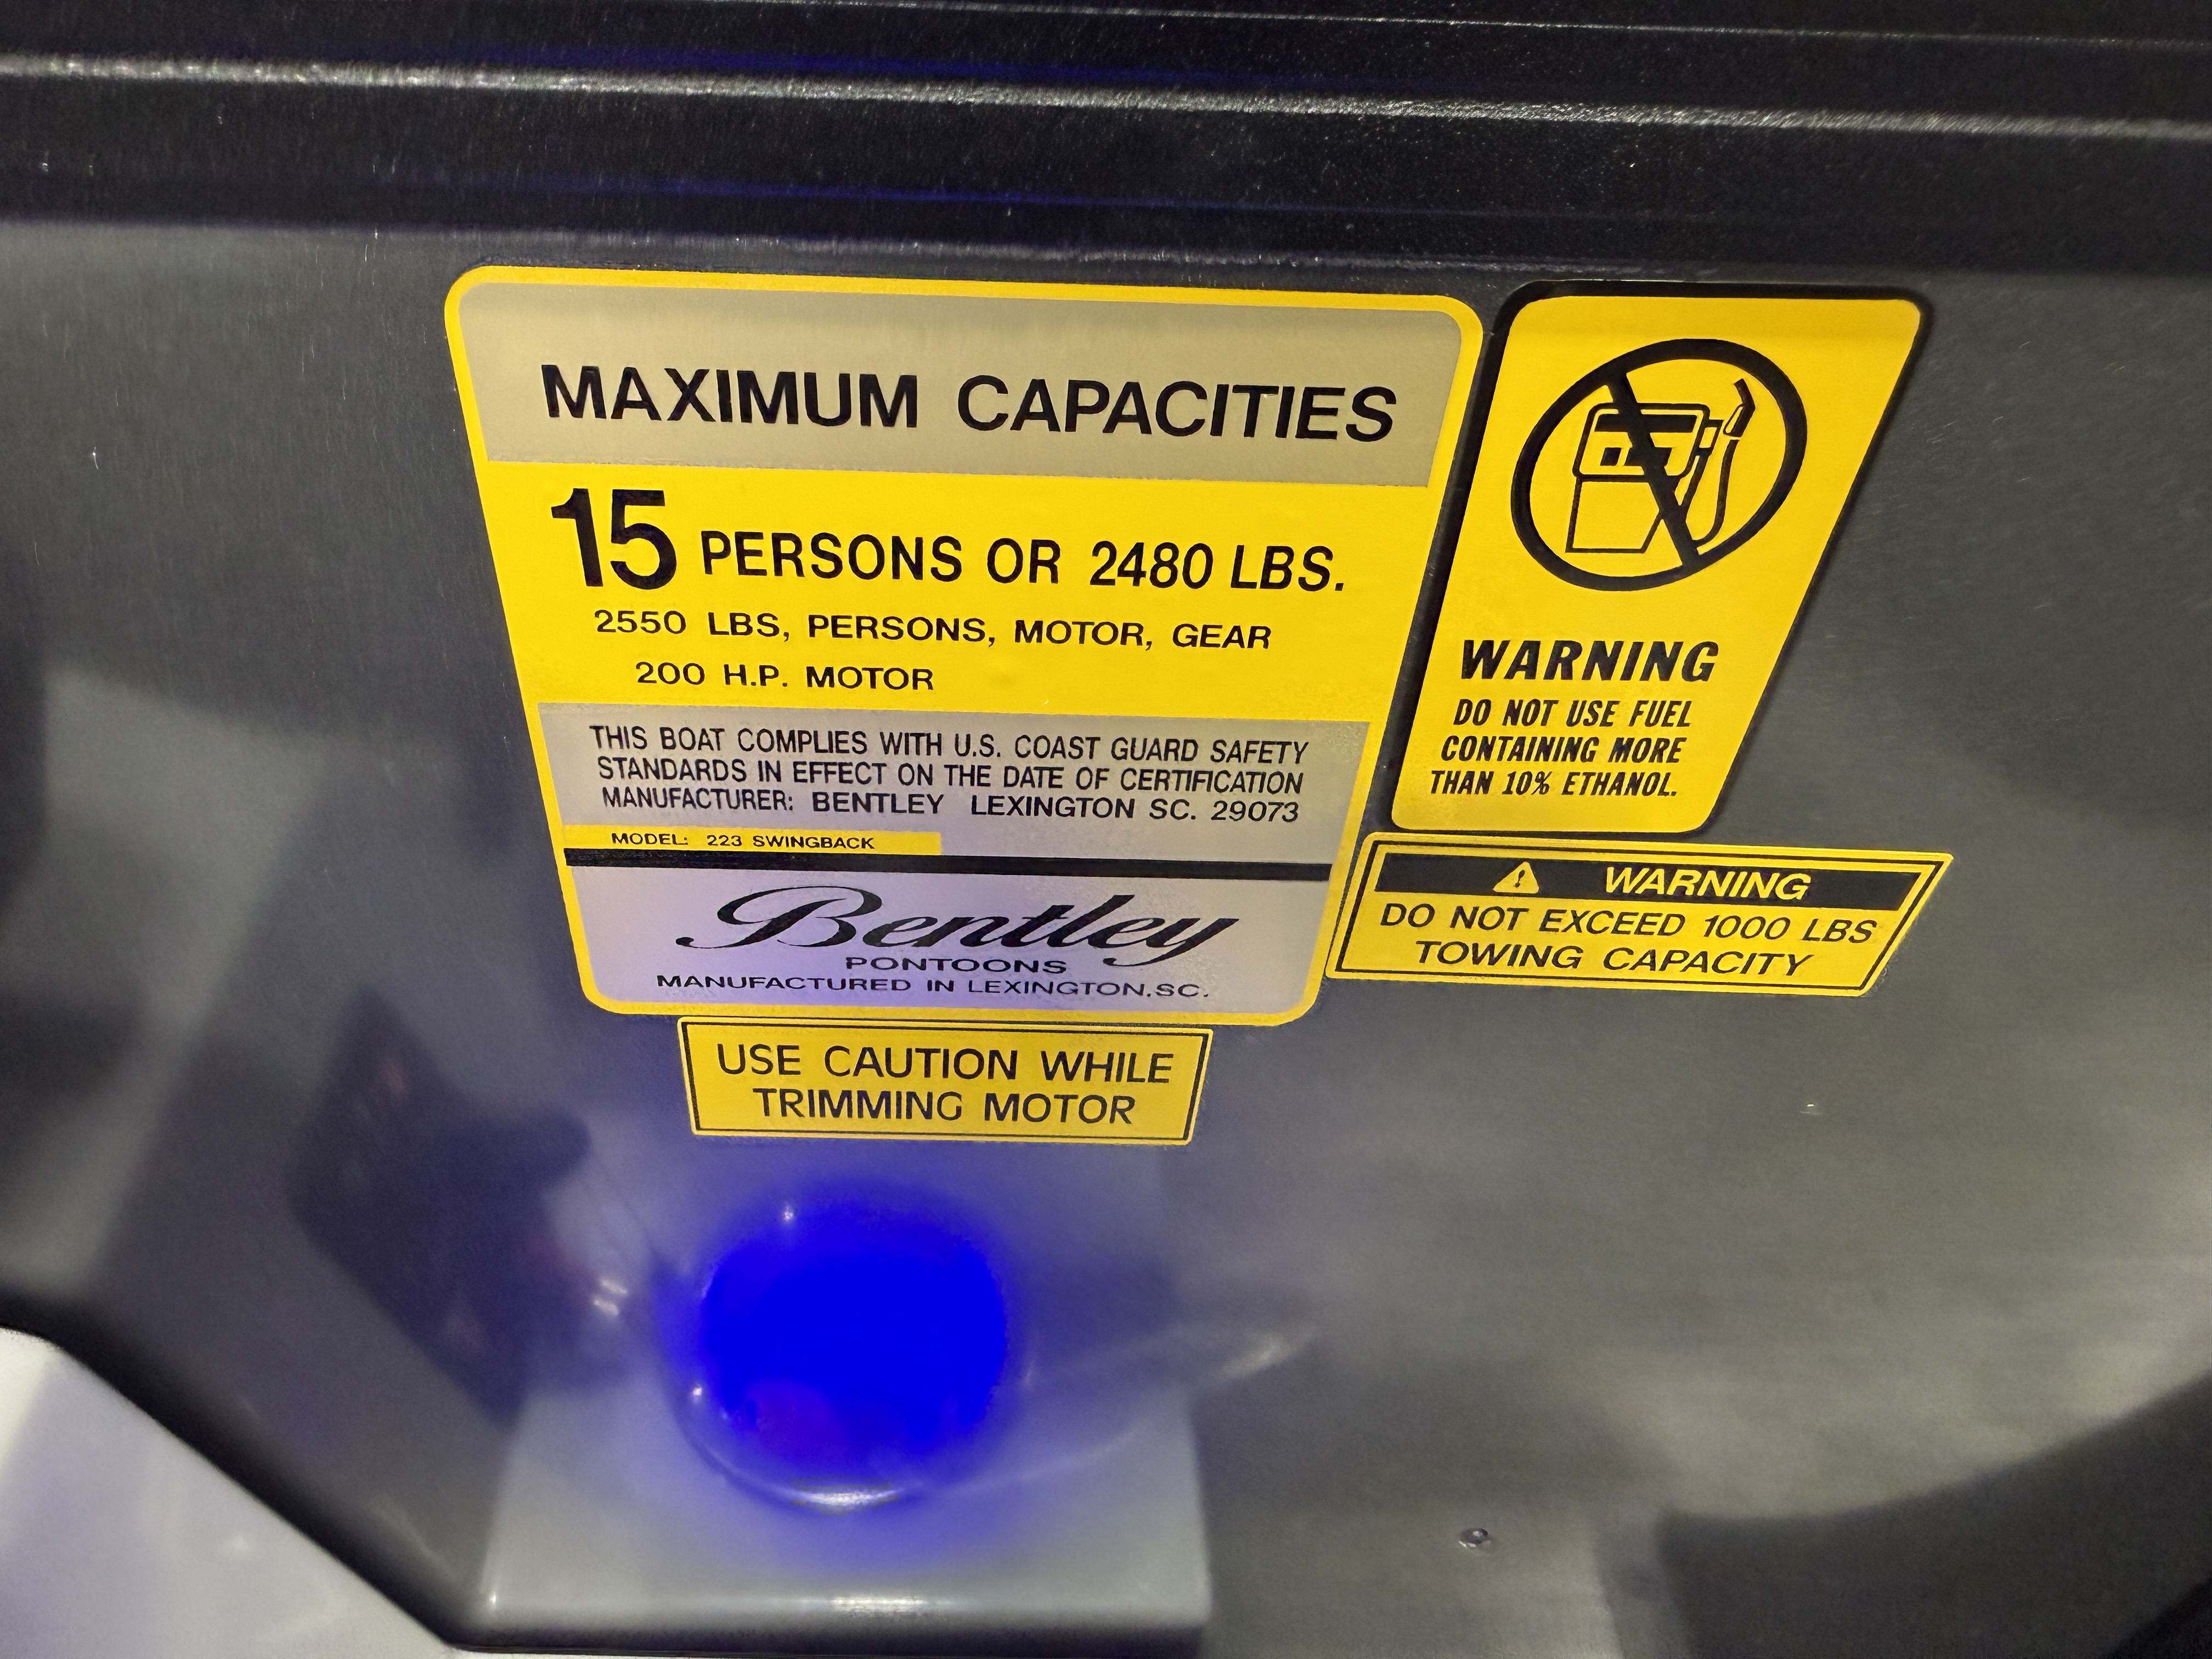 MAXIMUM CAPACITIES
15 PERSONS OR 2480 LBS.
2550 LBS, PERSONS, MOTOR, GEAR
200 H.P. MOTOR
THIS BOAT COMPLIES WITH U.S. COAST GUARD SAFETY
STANDARDS IN EFFECT ON THE DATE OF CERTIFICATION
MANUFACTURER: BENTLEY LEXINGTON SC. 29073
MODEL: 223 SWINGBACK
Bentley
PONTOONS
MANUFACTURED IN LEXINGTON,SC.
USE CAUTION WHILE
TRIMMING MOTOR
WARNING
DO NOT USE FUEL
CONTAINING MORE
THAN 10% ETHANOL.
WARNING
DO NOT EXCEED 1000 LBS
TOWING CAPACITY